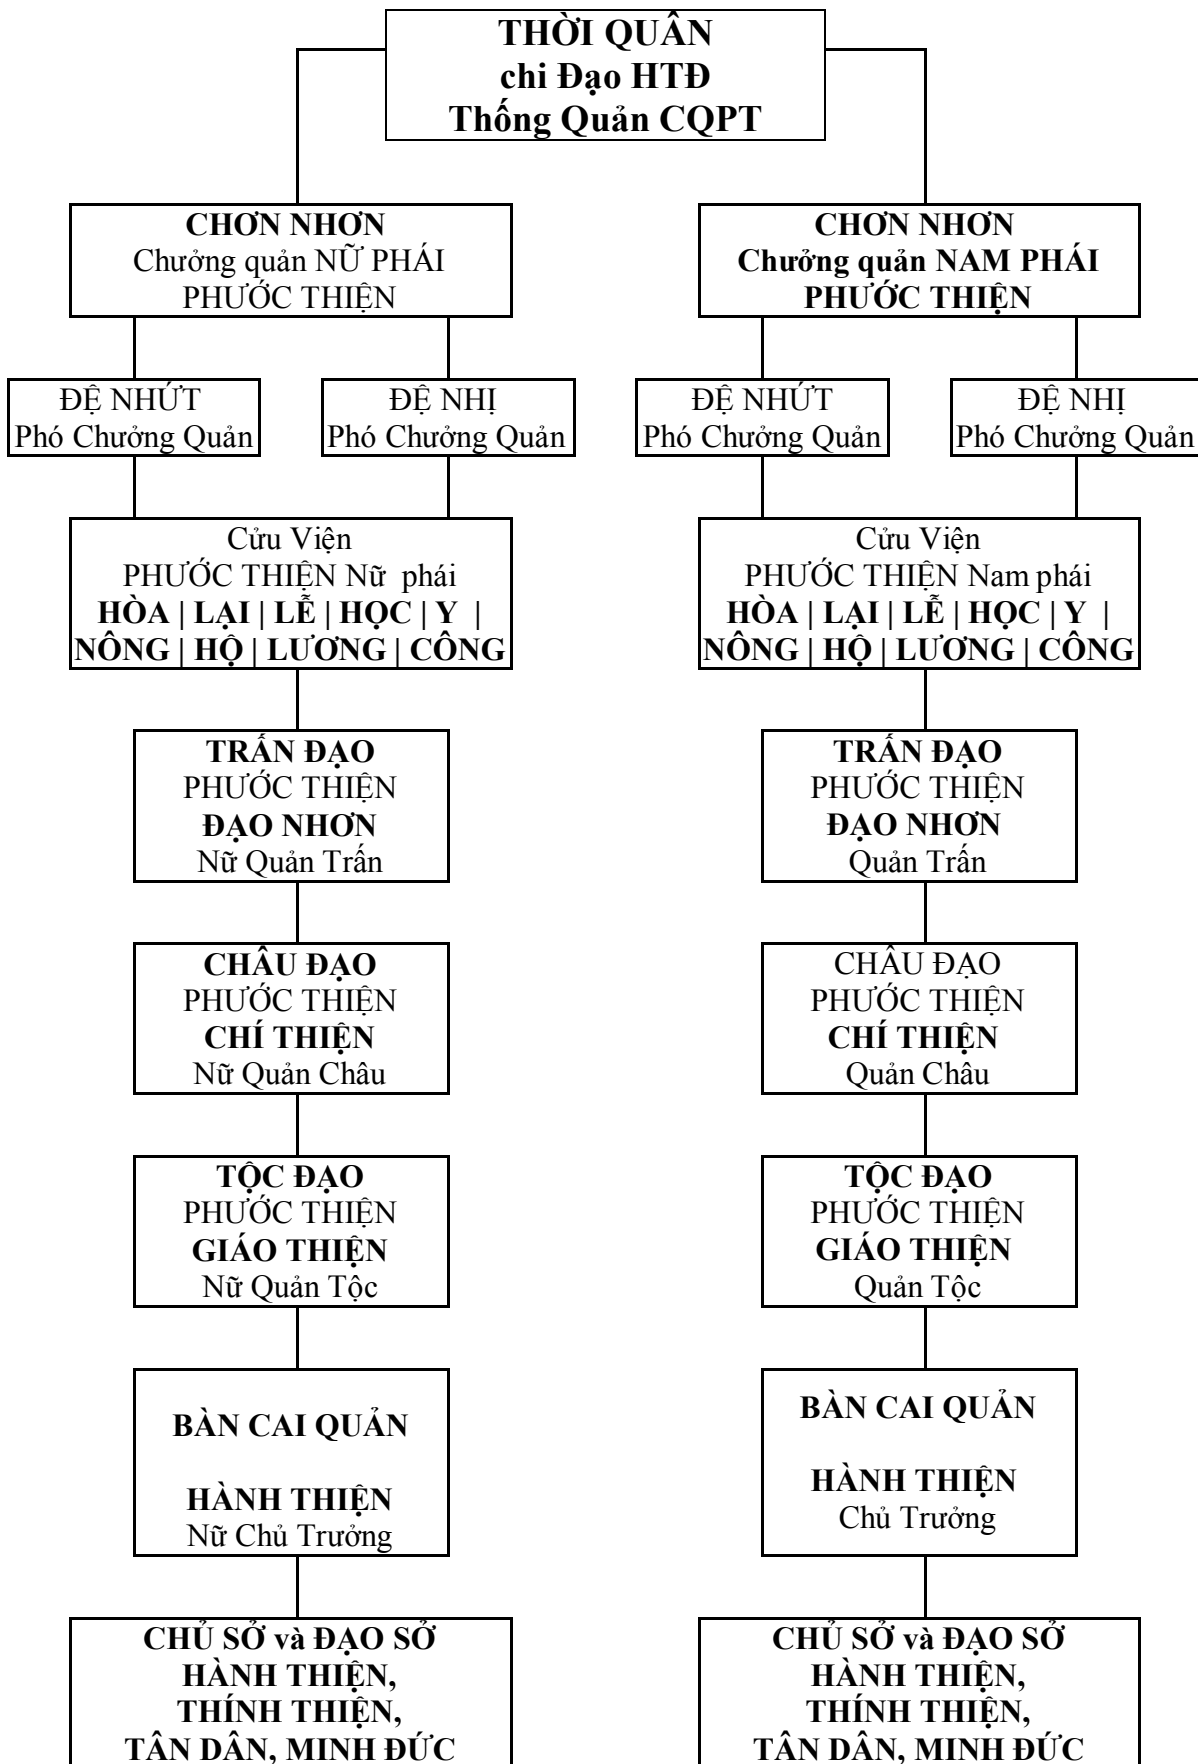 THỜI QUÂN
chi Đạo HTĐ
Thống Quản CQPT
CHƠN NHƠN
Chưởng quản NỮ PHÁI
PHƯỚC THIỆN
CHƠN NHƠN
Chưởng quản NAM PHÁI
PHƯỚC THIỆN
ĐỆ NHỨT
Phó Chưởng Quản
ĐỆ NHỊ
Phó Chưởng Quản
ĐỆ NHỨT
Phó Chưởng Quản
ĐỆ NHỊ
Phó Chưởng Quản
Cửu Viện
PHƯỚC THIỆN Nữ phái
HÒA | LẠI | LỄ | HỌC | Y |
NÔNG | HỘ | LƯƠNG | CÔNG
Cửu Viện
PHƯỚC THIỆN Nam phái
HÒA | LẠI | LỄ | HỌC | Y |
NÔNG | HỘ | LƯƠNG | CÔNG
TRẤN ĐẠO
PHƯỚC THIỆN
ĐẠO NHƠN
Nữ Quản Trấn
TRẤN ĐẠO
PHƯỚC THIỆN
ĐẠO NHƠN
Quản Trấn
CHÂU ĐẠO
PHƯỚC THIỆN
CHÍ THIỆN
Nữ Quản Châu
CHÂU ĐẠO
PHƯỚC THIỆN
CHÍ THIỆN
Quản Châu
TỘC ĐẠO
PHƯỚC THIỆN
GIÁO THIỆN
Nữ Quản Tộc
TỘC ĐẠO
PHƯỚC THIỆN
GIÁO THIỆN
Quản Tộc
BÀN CAI QUẢN
HÀNH THIỆN
Nữ Chủ Trưởng
BÀN CAI QUẢN
HÀNH THIỆN
Chủ Trưởng
CHỦ SỞ và ĐẠO SỞ
HÀNH THIỆN,
THÍNH THIỆN,
TÂN DÂN, MINH ĐỨC
CHỦ SỞ và ĐẠO SỞ
HÀNH THIỆN,
THÍNH THIỆN,
TÂN DÂN, MINH ĐỨC